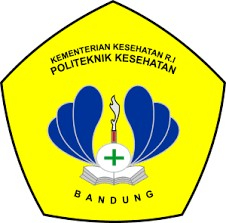 KEMENTERIAN KESEHATAN R.I
POLITEKNIK KESEHATAN
BANDUNG